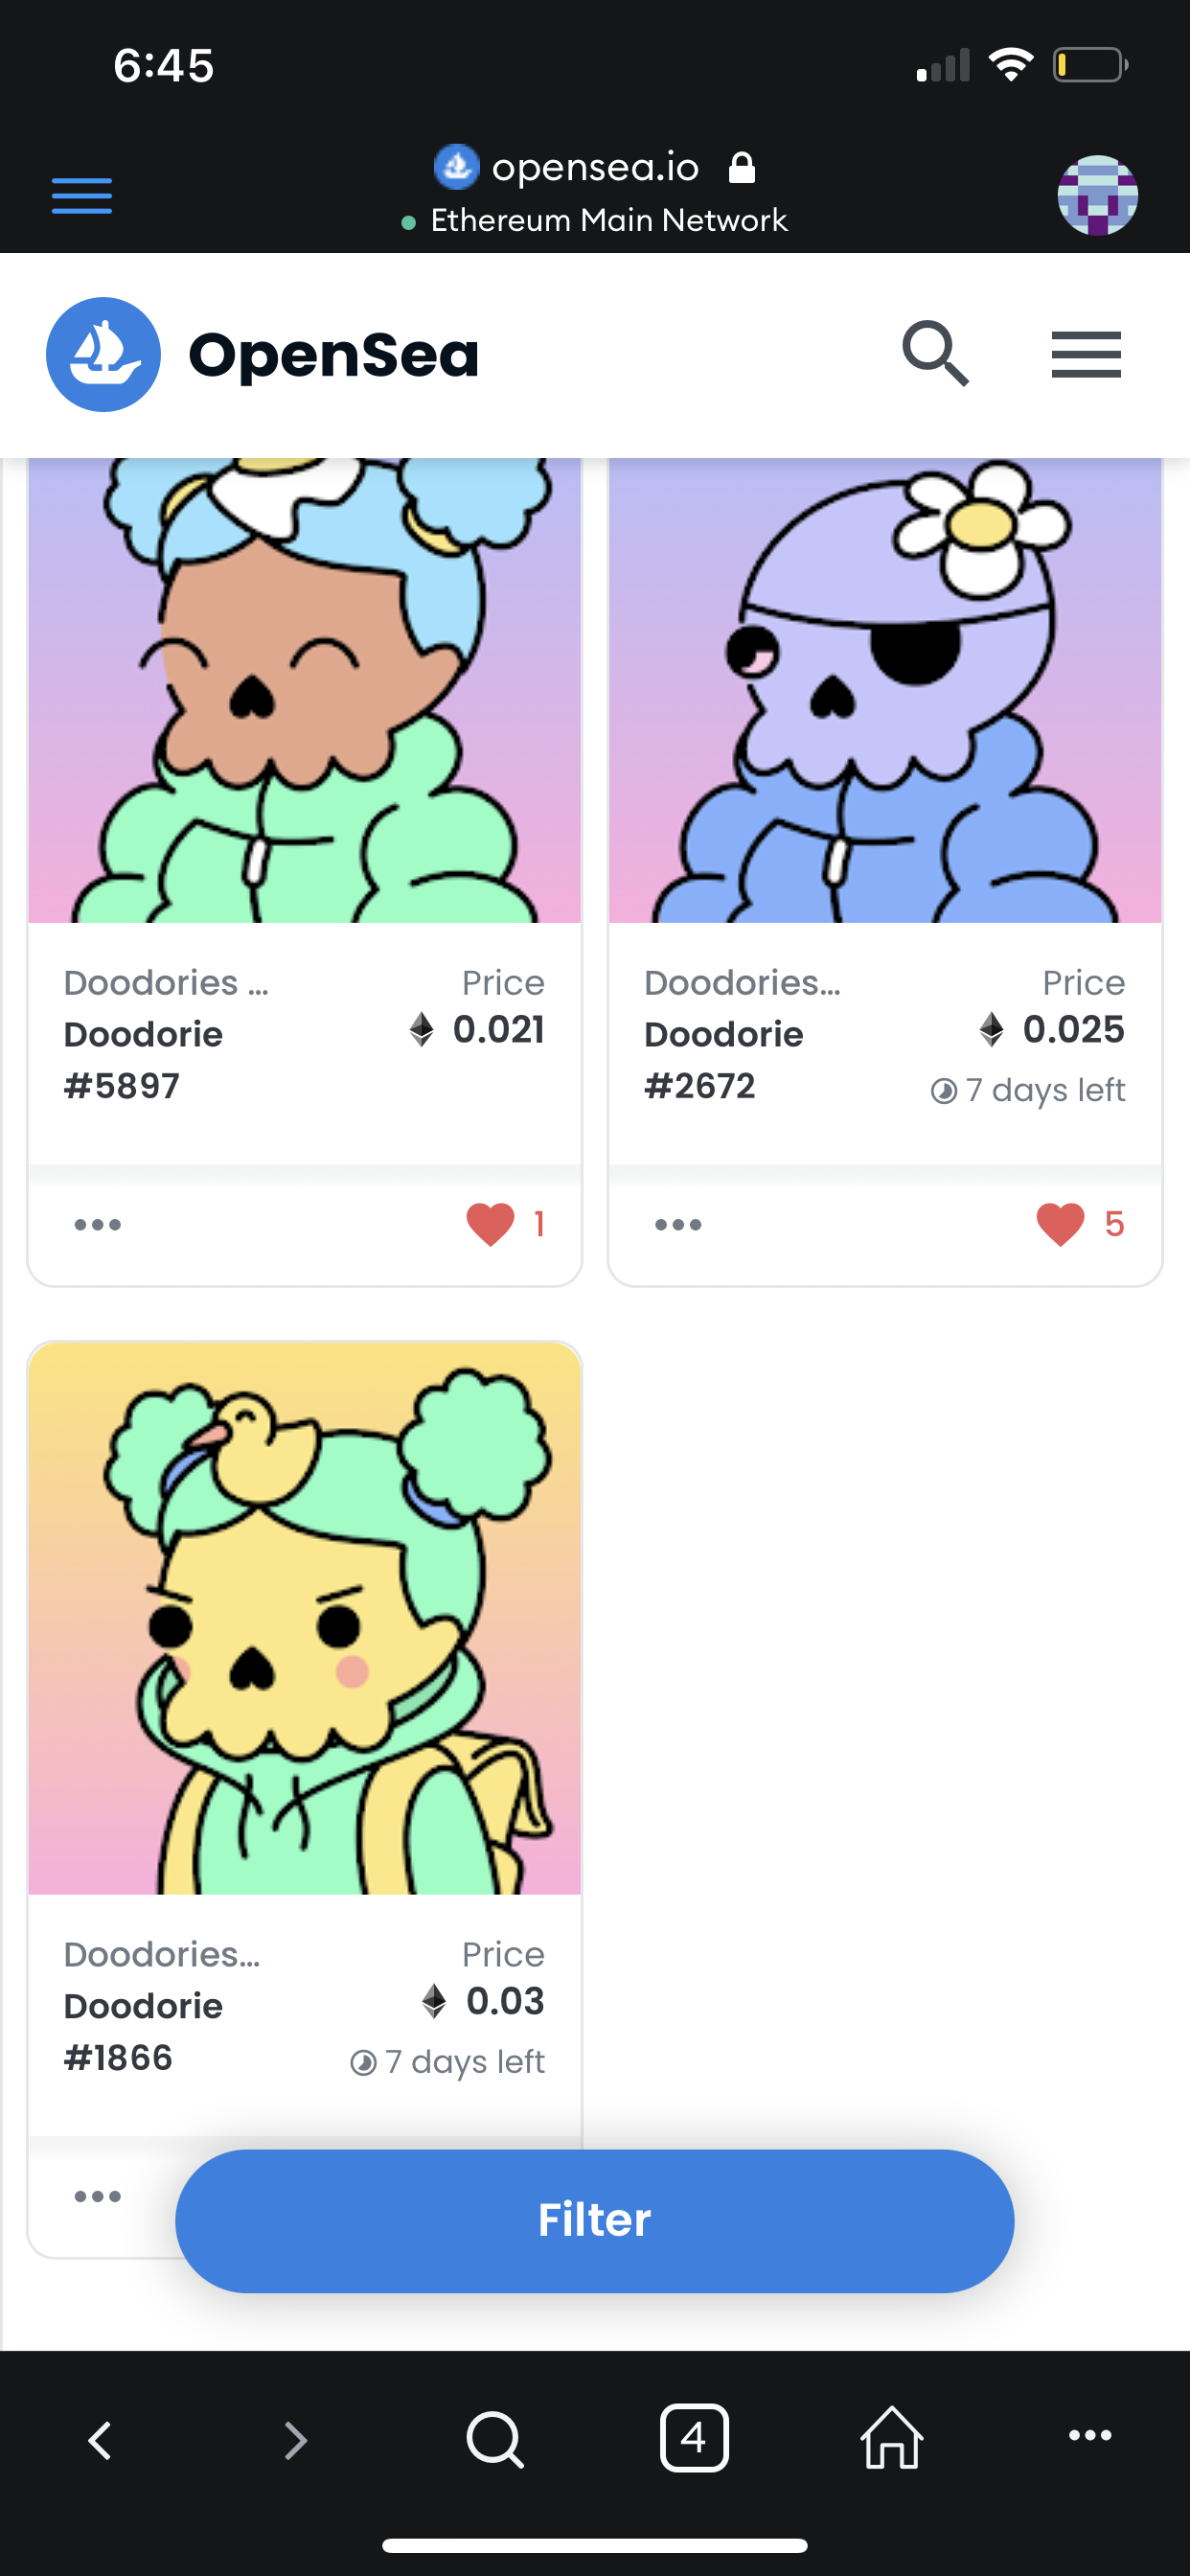 6:45
opensea.io
Ethereum Main Network
OpenSea
Doodories ...
Price
Doodorie
0.021
#5897
Doodories...
Price
Doodorie
0.025
#2672
7 days left
1
5
Doodories...
Price
Doodorie
0.03
#1866
7 days left
Filter
4